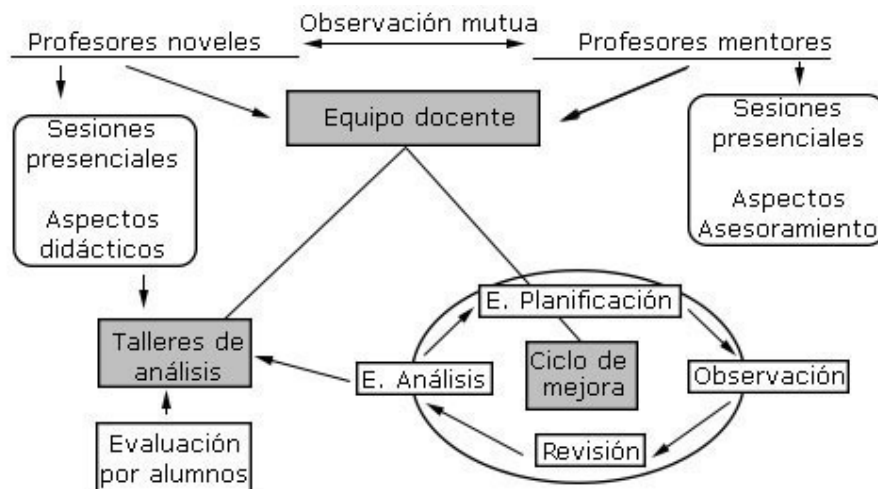 Observación mutua
Profesores noveles
Profesores mentores
Equipo docente
Sesiones
presenciales
Aspectos
didácticos
Sesiones
presenciales
Aspectos
Asesoramiento
E. Planificación
Talleres de
análisis
E. Análisis
Ciclo de
mejora
Observación
Revisión
Evaluación
por alumnos